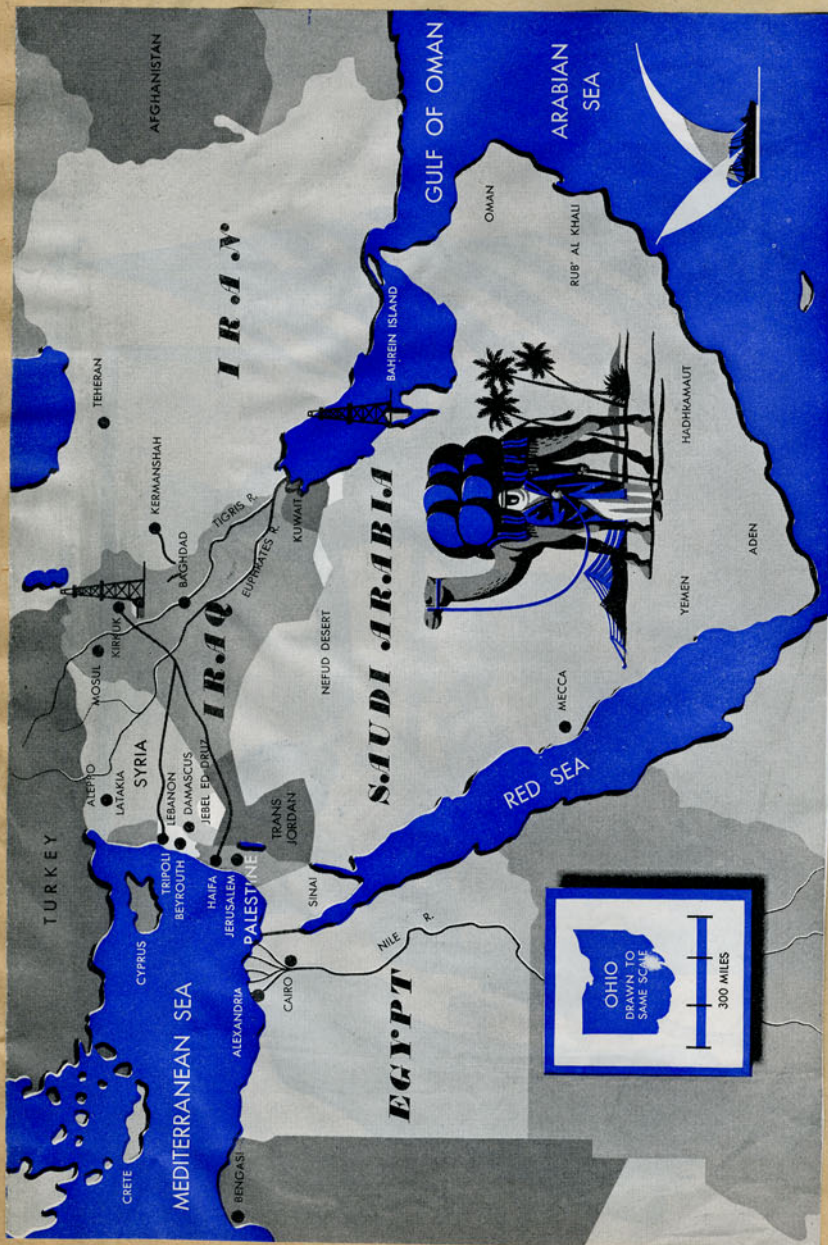 TURKEY
AFGHANISTAN
CRETE
CYPRUS
MEDITERRANEAN SEA
ALEPPO
LATAKIA
SYRIA
TRIPOLI
LEBANON
BEYROUTH
DAMASCUS
JEBEL ED DRUZ
HAIFA
JERUSALEM
PALESTINE
TRANS
JORDAN
MOSUL
KIRKUK
TEHERAN
KERMANSHAH
BAGHDAD
TIGRIS R.
EUPHRATES R.
IRAQ
IRAN
KUWAIT
BENGASI
ALEXANDRIA
CAIRO
SINAI
NILE R.
EGYPT
NEFUD DESERT
SAUDI ARABIA
BAHREIN ISLAND
GULF OF OMAN
ARABIAN
SEA
OMAN
RUB' AL KHALI
RED SEA
MECCA
YEMEN
ADEN
HADHRAMAUT
OHIO
DRAWN TO
SAME SCALE
300 MILES